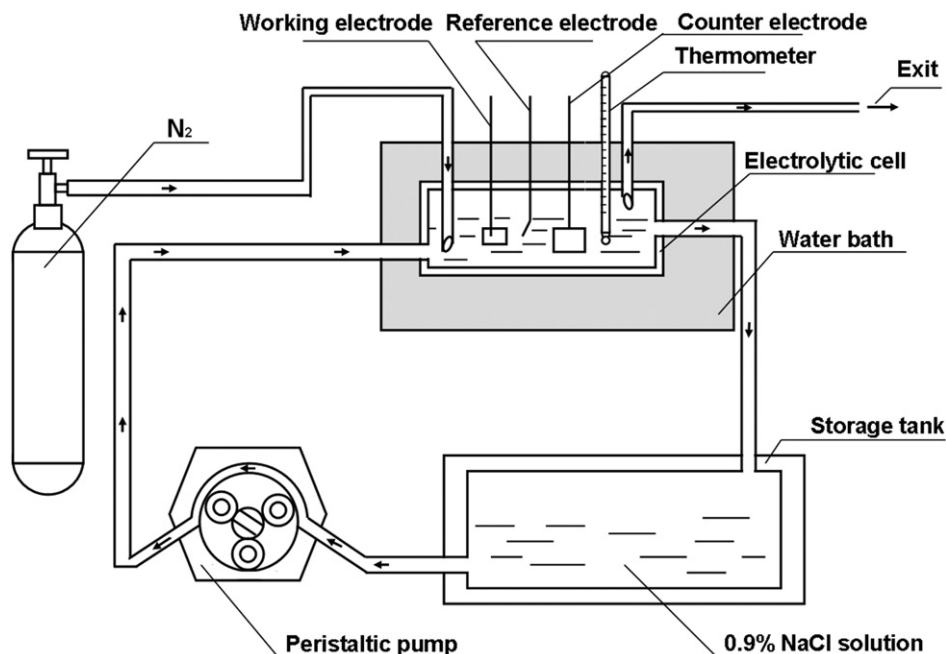 Working electrode
Reference electrode
Counter electrode
Thermometer
Exit
N₂
Electrolytic cell
Water bath
Storage tank
Peristaltic pump
0.9% NaCl solution